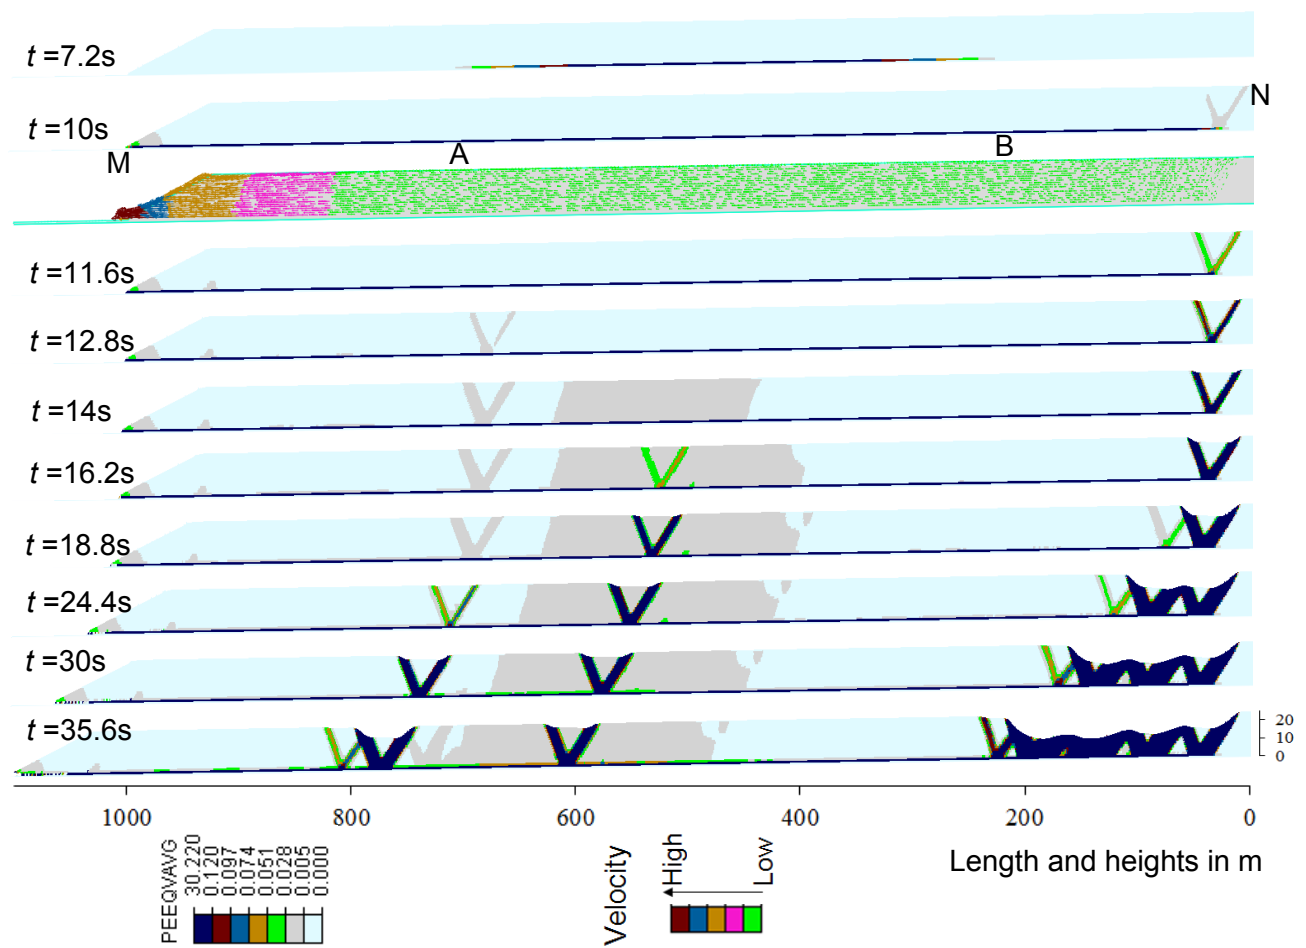 t =7.2s
t =10s
N
M
A
B
t =11.6s
t =12.8s
t =14s
t =16.2s
t =18.8s
t =24.4s
t =30s
t =35.6s
20
10
0
1000 800 600 400 200 0
Length and heights in m
PEEQVAVG
30.220
0.120
0.097
0.074
0.051
0.028
0.005
0.000
Velocity
High
Low